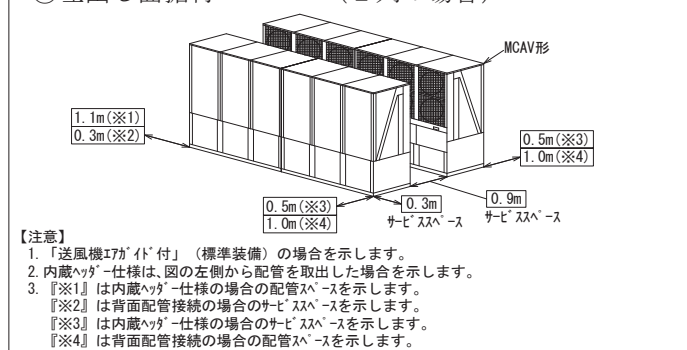 MCAV形
1.1m(※1)
0.3m(※2)
0.5m(※3)
1.0m(※4)
0.5m(※3)
1.0m(※4)
0.3m
ｻｰﾋﾞｽｽﾍﾟｰｽ
0.9m
ｻｰﾋﾞｽｽﾍﾟｰｽ
【注意】
1. 「送風機ｴｱｶﾞｲﾄﾞ付」（標準装備）の場合を示します。
2. 内蔵ﾍｯﾀﾞｰ仕様は、図の左側から配管を取出した場合を示します。
3. 『※1』は内蔵ﾍｯﾀﾞｰ仕様の場合の配管ｽﾍﾟｰｽを示します。
『※2』は背面配管接続の場合のｻｰﾋﾞｽｽﾍﾟｰｽを示します。
『※3』は内蔵ﾍｯﾀﾞｰ仕様の場合のｻｰﾋﾞｽｽﾍﾟｰｽを示します。
『※4』は背面配管接続の場合の配管ｽﾍﾟｰｽを示します。